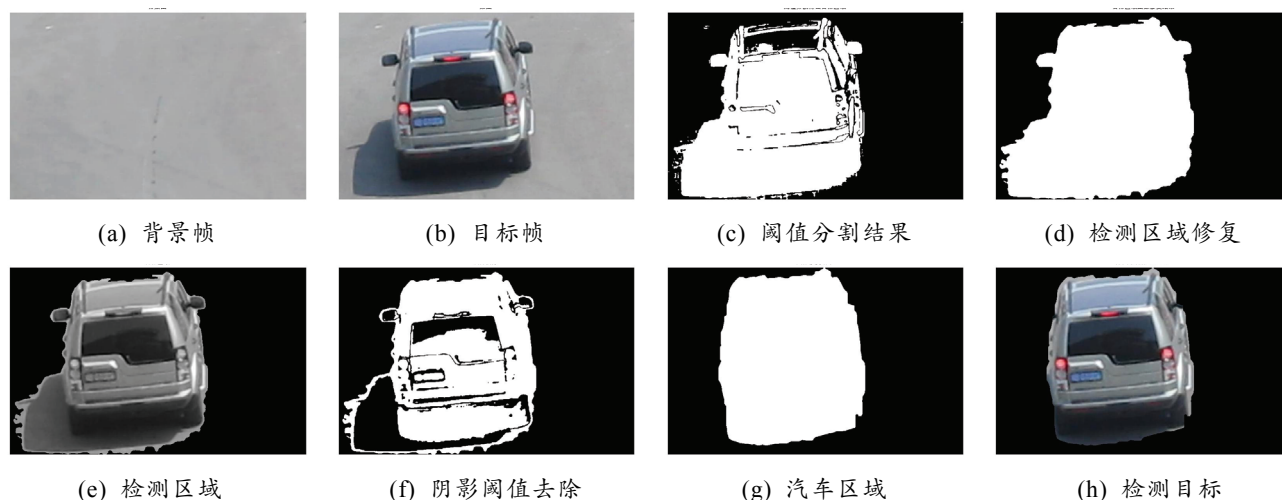 (a) 背景帧
(b) 目标帧
(c) 阈值分割结果
(d) 检测区域修复
(e) 检测区域
(f) 阴影阈值去除
(g) 汽车区域
(h) 检测目标